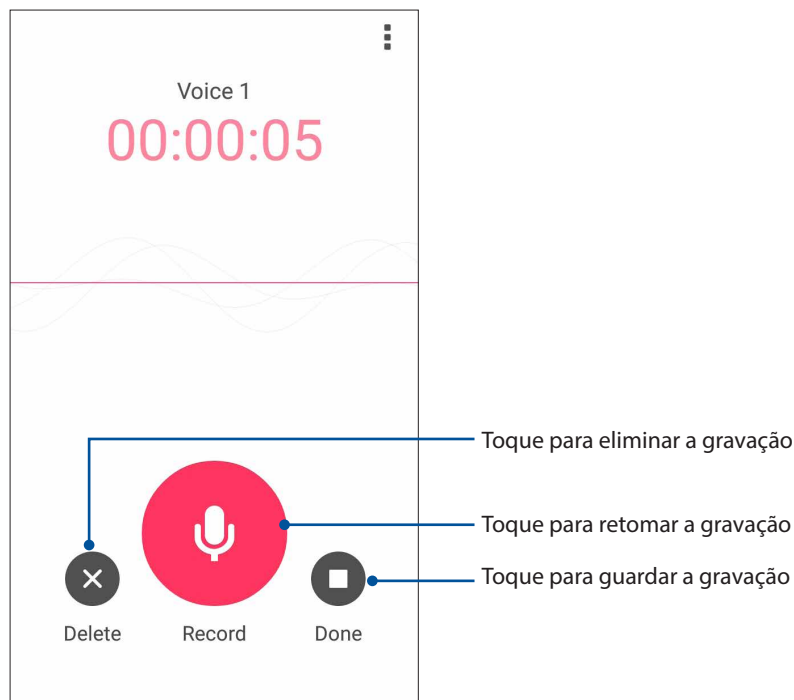 Voice 1
00:00:05
Toque para eliminar a gravação
Toque para retomar a gravação
Toque para guardar a gravação
Delete Record Done